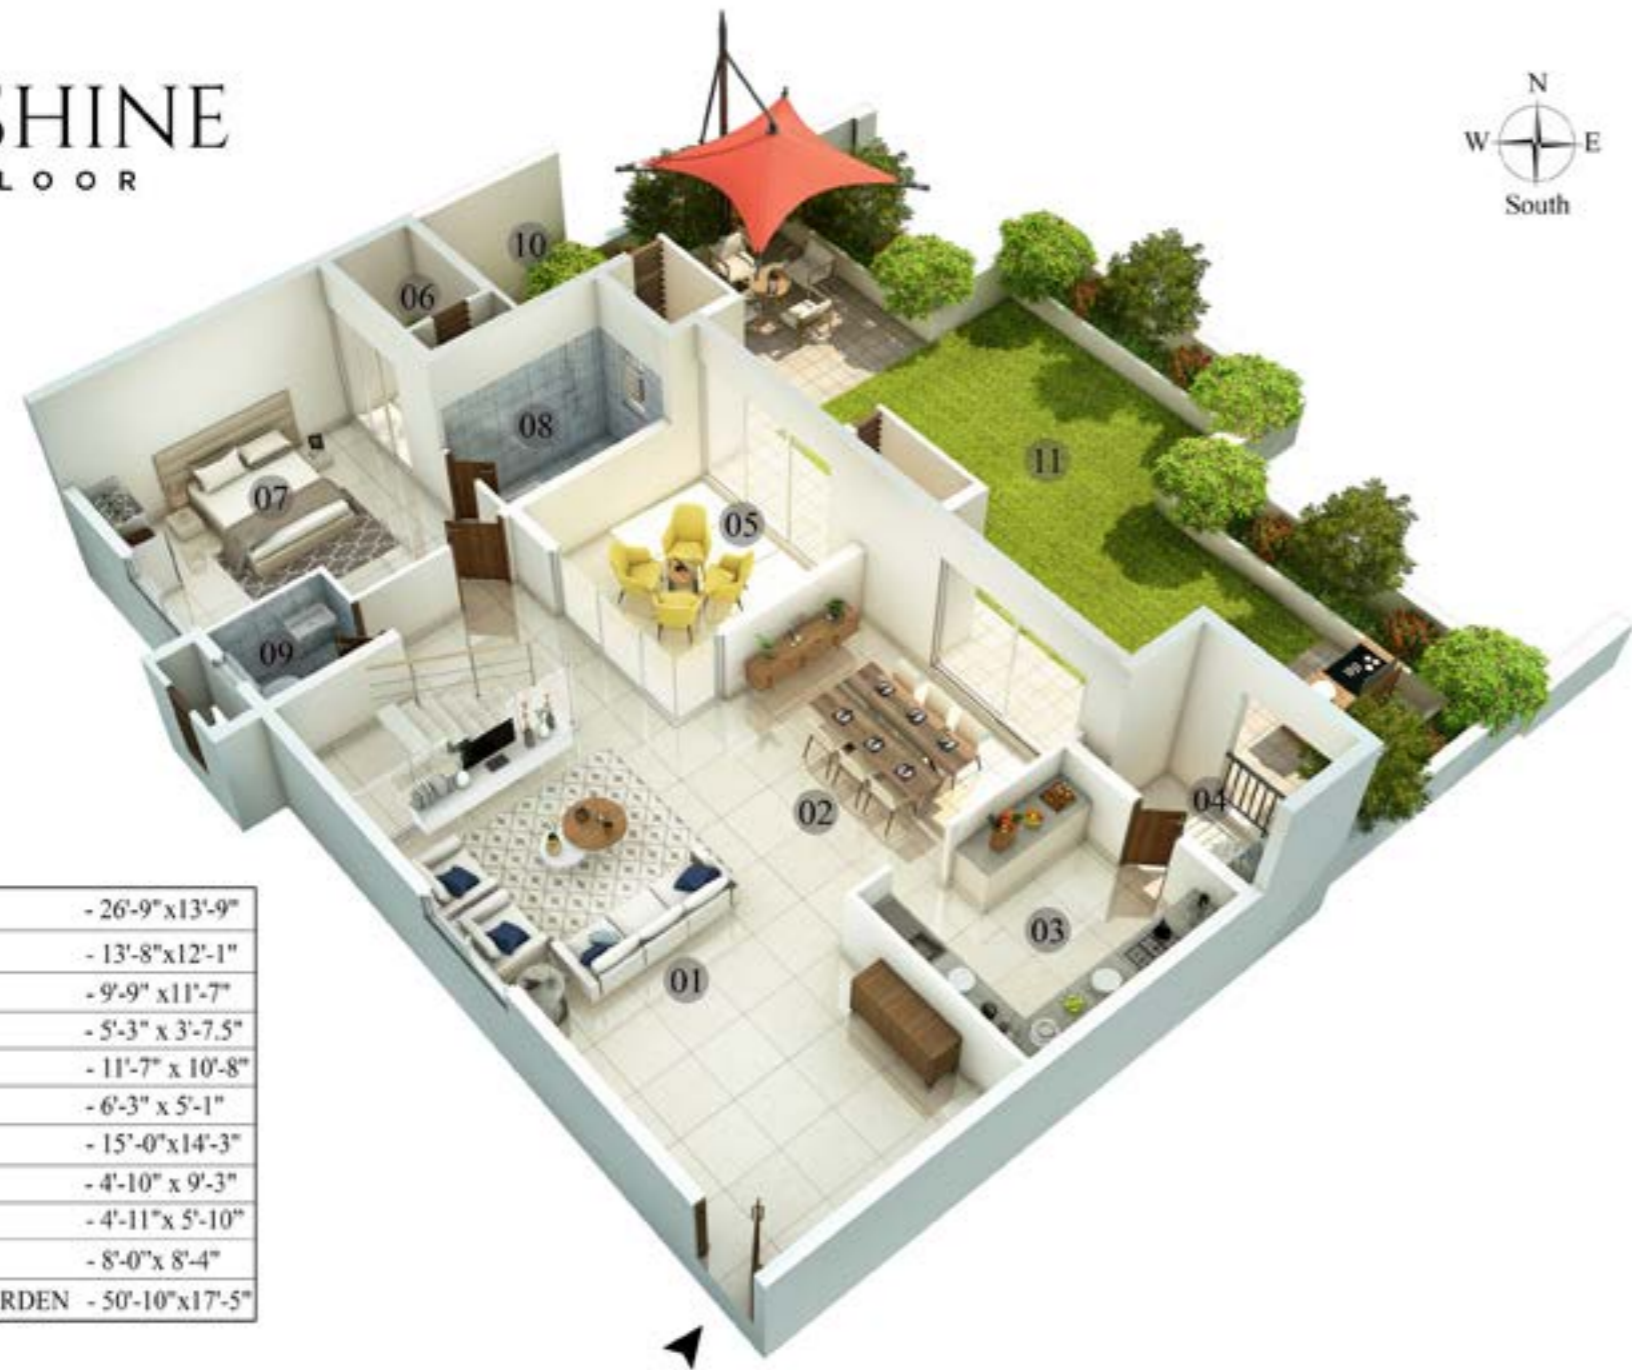 SHINE
LOOR
N
W E
South
10
06
08
11
07
05
09
04
02
03
01
- 26'-9"x13'-9"
- 13'-8"x12'-1"
- 9'-9" x11'-7"
- 5'-3" x 3'-7.5"
- 11'-7" x 10'-8"
- 6'-3" x 5'-1"
- 15'-0"x14'-3"
- 4'-10" x 9'-3"
- 4'-11"x 5'-10"
- 8'-0"x 8'-4"
RDEN - 50'-10"x17'-5"